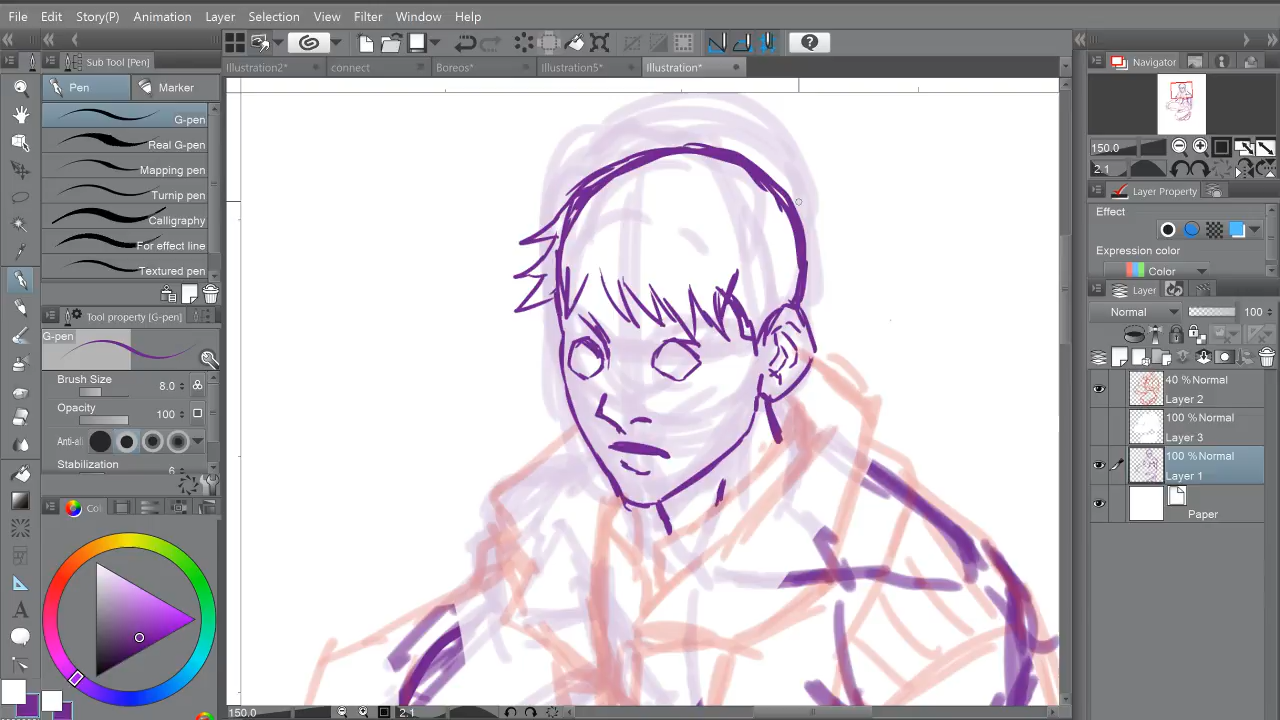 File Edit Story(P) Animation Layer Selection View Filter Window Help
Sub Tool [Pen]
Pen Marker
G-pen
Real G-pen
Mapping pen
Turnip pen
Calligraphy
For effect line
Textured pen
Tool property [G-pen]
G-pen
Brush Size 8.0
Opacity 100
Anti-al
Stabilization 6
Illustration2* connect Boreos* Illustration5* Illustration*
150.0 2.1
Navigator
150.0
2.1
Layer Property
Effect
Expression color
Color
Layer
Normal 100
40 %Normal
Layer 2
100 %Normal
Layer 3
100 %Normal
Layer 1
Paper